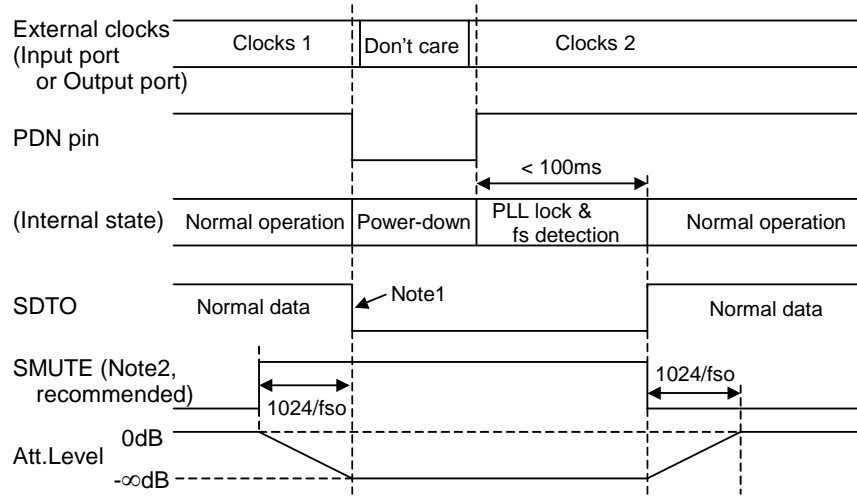 External clocks
(Input port
or Output port)
Clocks 1
Don't care
Clocks 2
PDN pin
< 100ms
(Internal state)
Normal operation
Power-down
PLL lock &
fs detection
Normal operation
SDTO
Normal data
Note1
Normal data
SMUTE (Note2,
recommended)
1024/fso
1024/fso
Att.Level
0dB
-∞dB